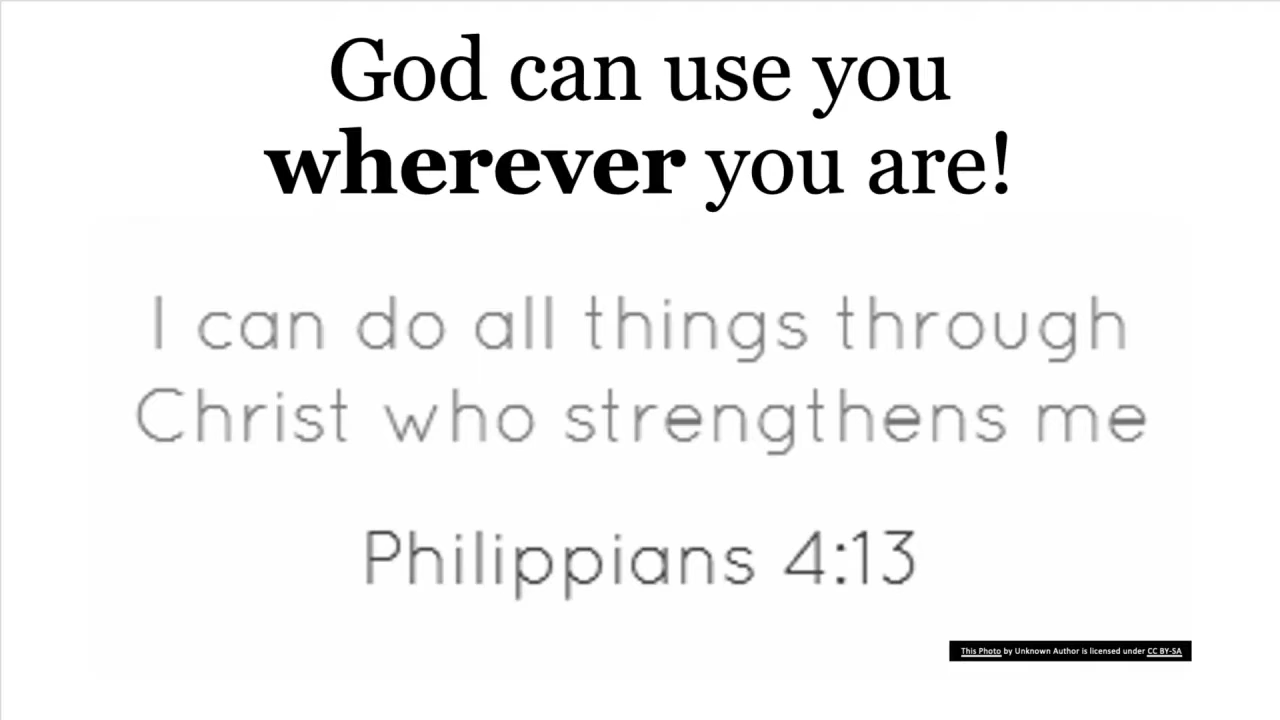 God can use you
wherever you are!
I can do all things through
Christ who strengthens me
Philippians 4:13
This Photo by Unknown Author is licensed under CC BY-SA